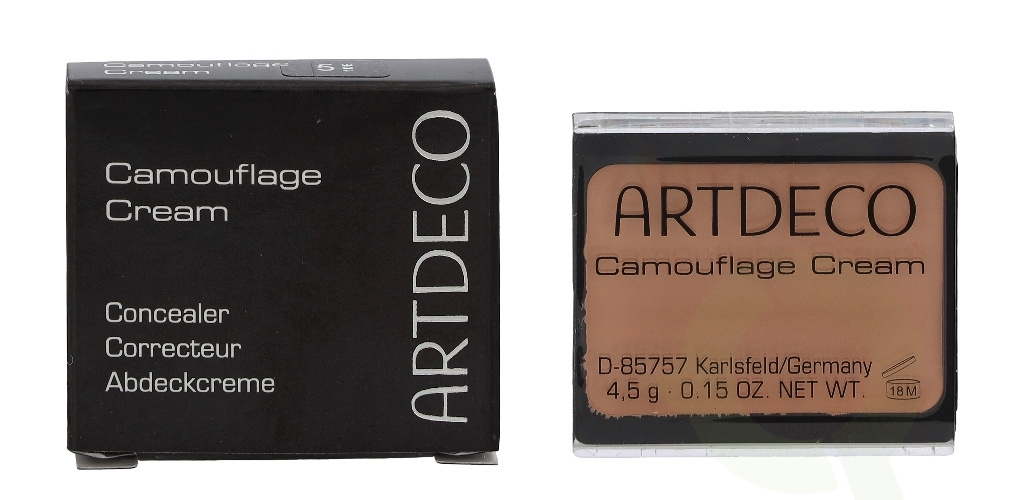 Camouflage
Cream
5
Camouflage
Cream
Concealer
Correcteur
Abdeckcreme
ARTDECO
ARTDECO
Camouflage Cream
D-85757 Karlsfeld/Germany
4,5 g · 0.15 OZ. NET WT.
18M